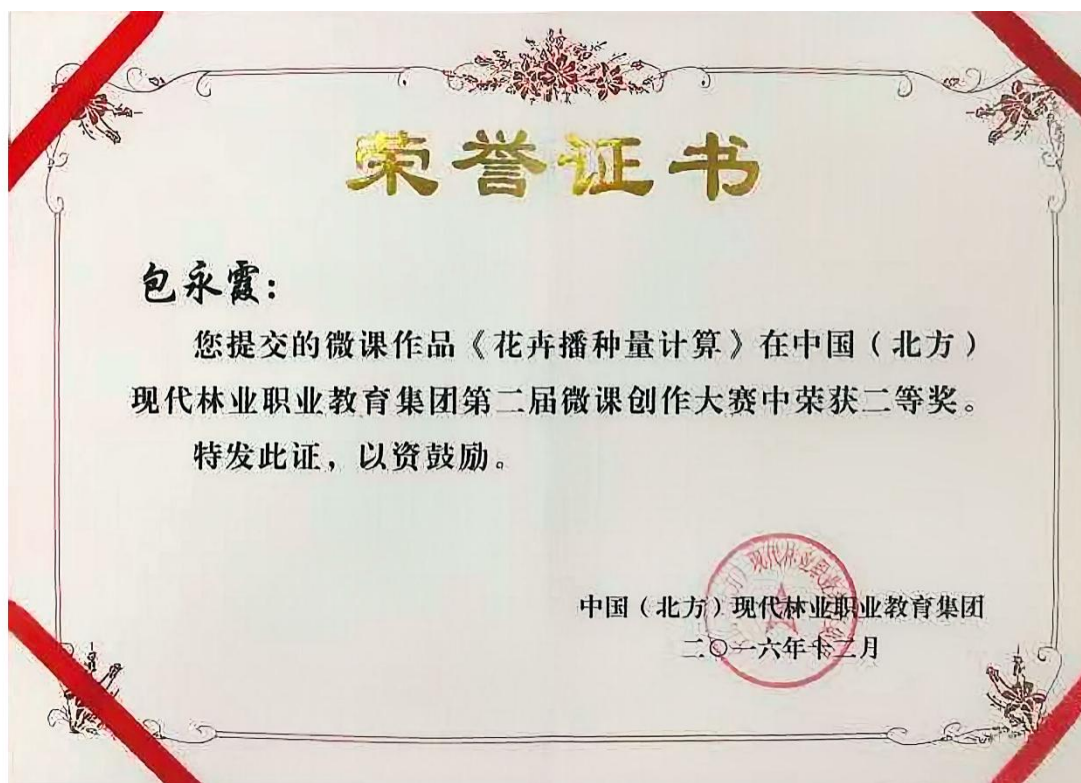 荣誉证书
包永霞：
您提交的微课作品《花卉播种量计算》在中国（北方）
现代林业职业教育集团第二届微课创作大赛中荣获二等奖。
特发此证，以资鼓励。
中国（北方）现代林业职业教育集团
二〇一六年十二月